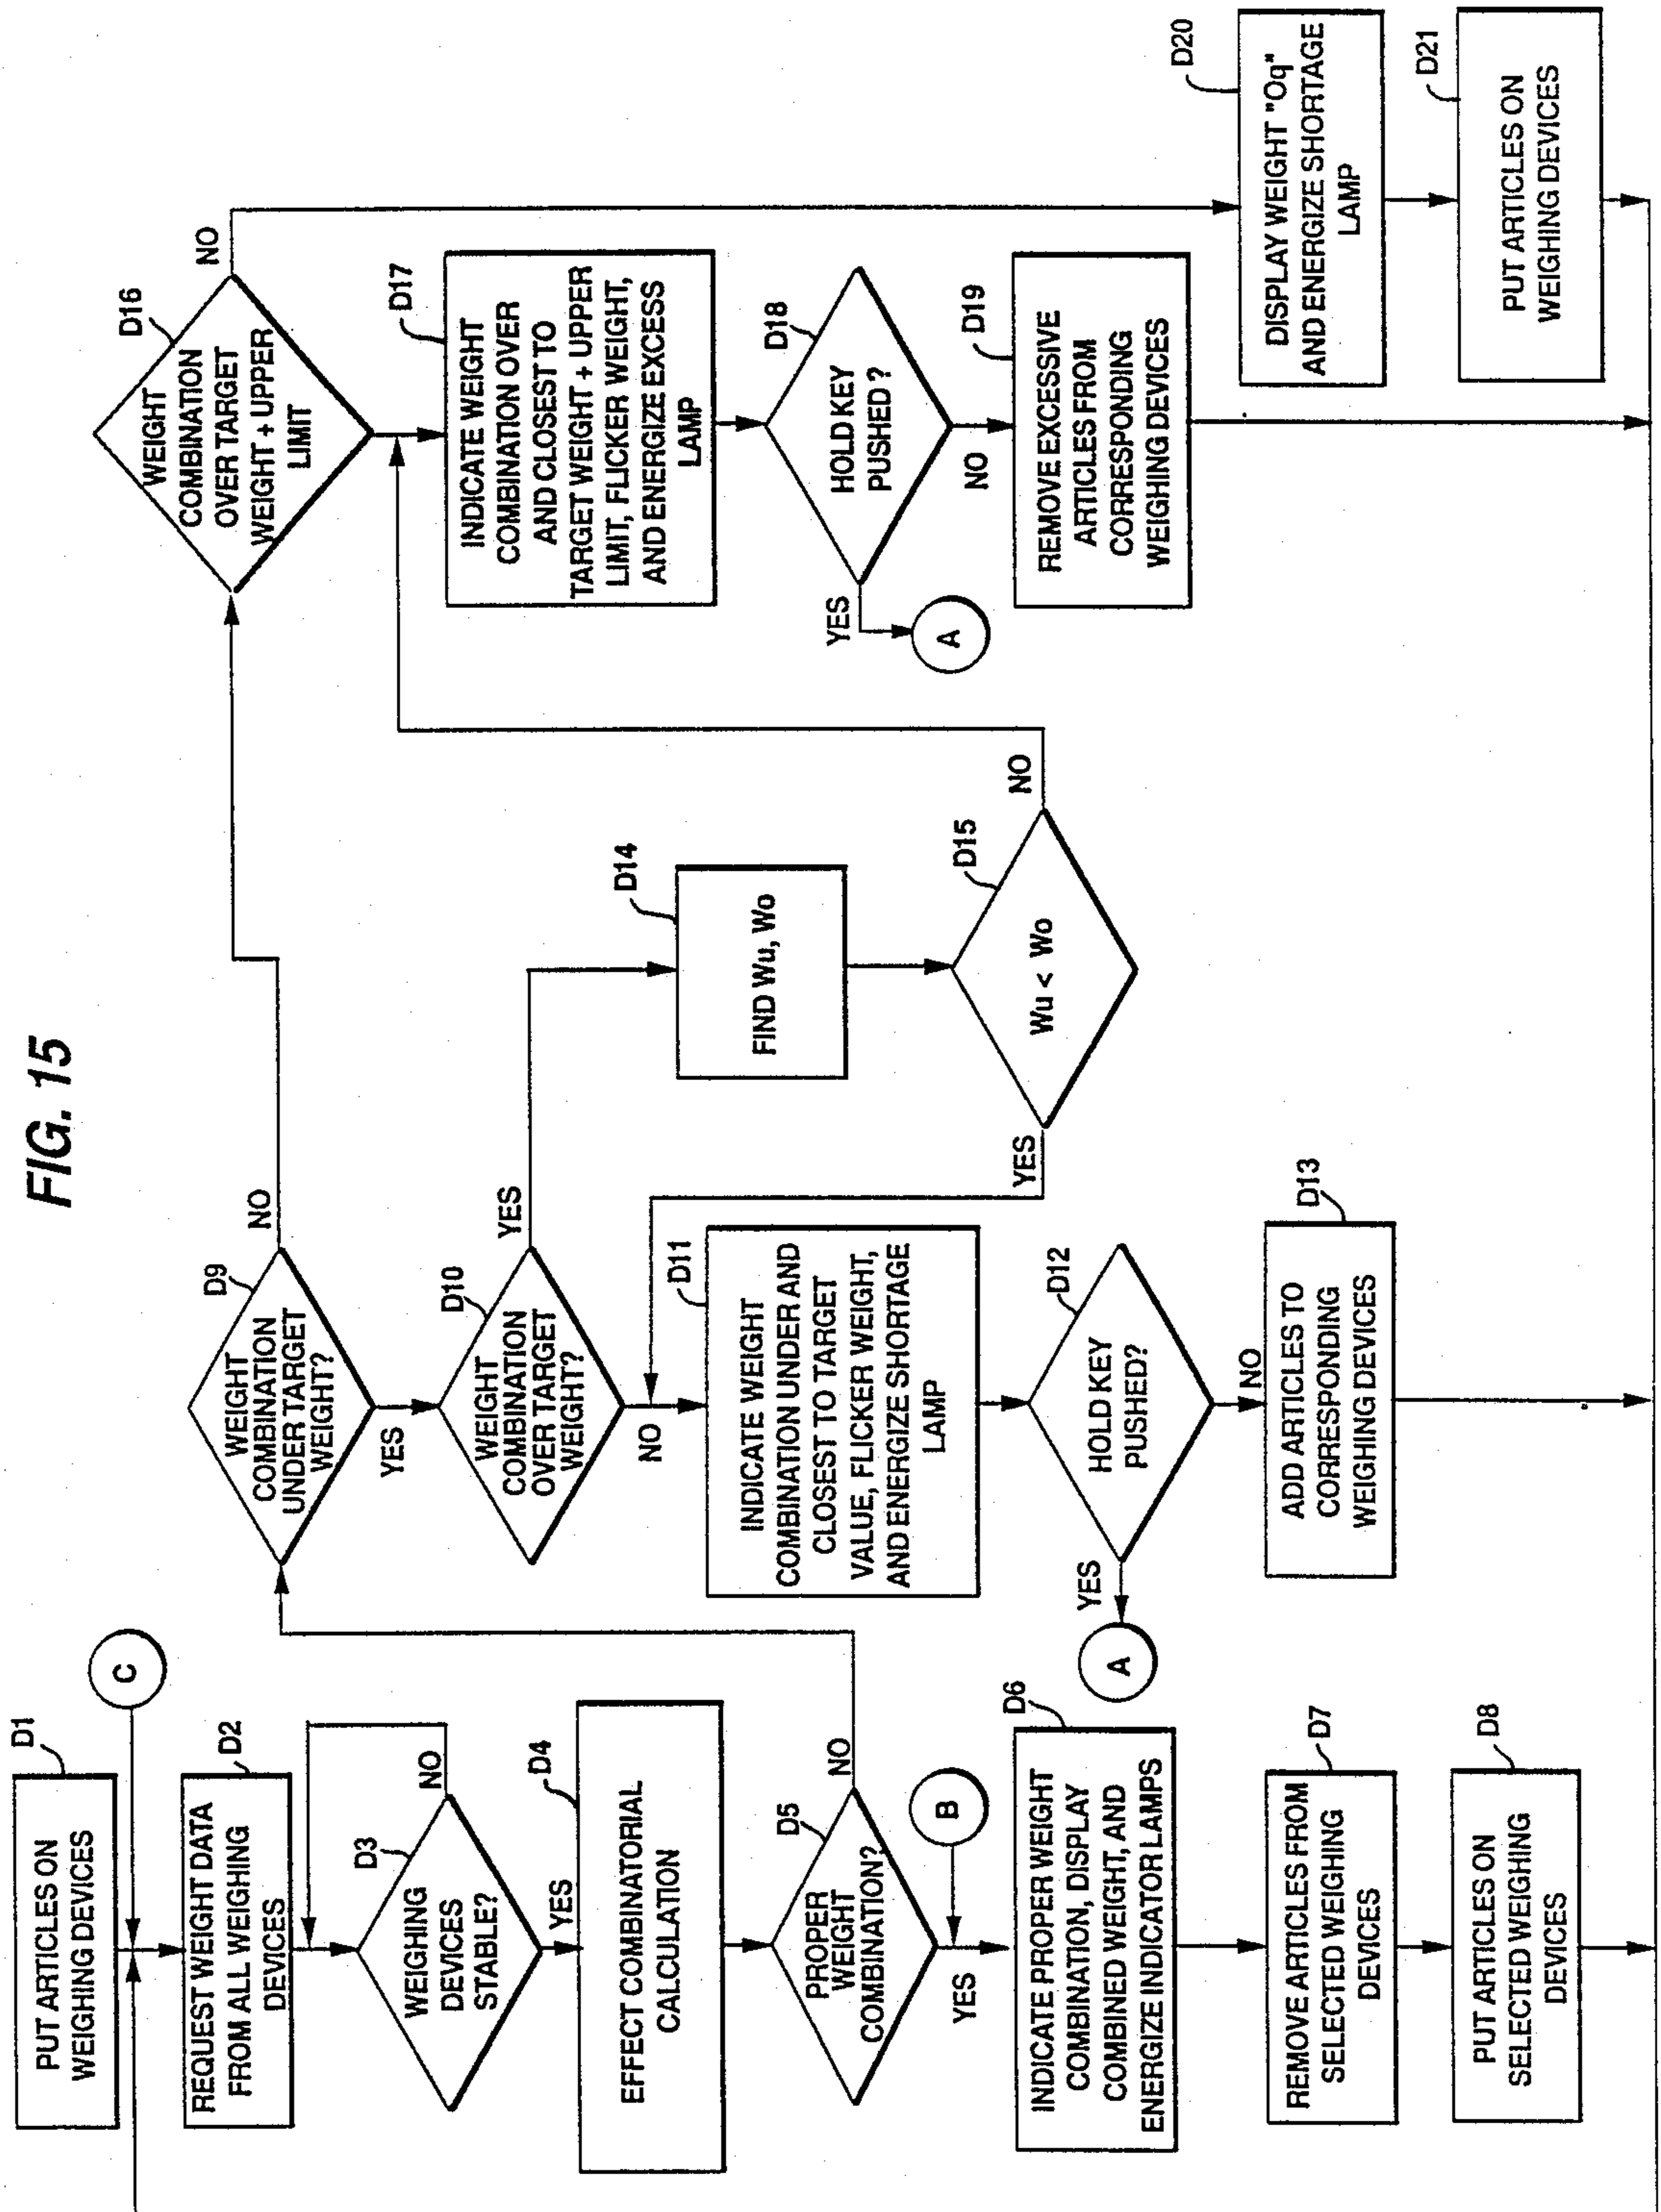 FIG. 15
D1
PUT ARTICLES ON
WEIGHING DEVICES
C
D2
REQUEST WEIGHT DATA
FROM ALL WEIGHING
DEVICES
D3
WEIGHING
DEVICES
STABLE?
NO
YES
D4
EFFECT COMBINATORIAL
CALCULATION
D5
PROPER
WEIGHT
COMBINATION?
NO
YES
B
D6
INDICATE PROPER WEIGHT
COMBINATION, DISPLAY
COMBINED WEIGHT, AND
ENERGIZE INDICATOR LAMPS
D7
REMOVE ARTICLES FROM
SELECTED WEIGHING
DEVICES
D8
PUT ARTICLES ON
SELECTED WEIGHING
DEVICES
D9
WEIGHT
COMBINATION
UNDER TARGET
WEIGHT?
NO
YES
D10
WEIGHT
COMBINATION
OVER TARGET
WEIGHT?
YES
NO
D11
INDICATE WEIGHT
COMBINATION UNDER AND
CLOSEST TO TARGET
VALUE, FLICKER WEIGHT,
AND ENERGIZE SHORTAGE
LAMP
D12
HOLD KEY
PUSHED?
YES
A
NO
D13
ADD ARTICLES TO
CORRESPONDING
WEIGHING DEVICES
D14
FIND Wu, Wo
D15
Wu < Wo
YES
NO
D16
WEIGHT
COMBINATION
OVER TARGET
WEIGHT + UPPER
LIMIT
NO
D17
INDICATE WEIGHT
COMBINATION OVER
AND CLOSEST TO
TARGET WEIGHT + UPPER
LIMIT, FLICKER WEIGHT,
AND ENERGIZE EXCESS
LAMP
D18
HOLD KEY
PUSHED ?
YES
A
NO
D19
REMOVE EXCESSIVE
ARTICLES FROM
CORRESPONDING
WEIGHING DEVICES
D20
DISPLAY WEIGHT "Oq"
AND ENERGIZE SHORTAGE
LAMP
D21
PUT ARTICLES ON
WEIGHING DEVICES